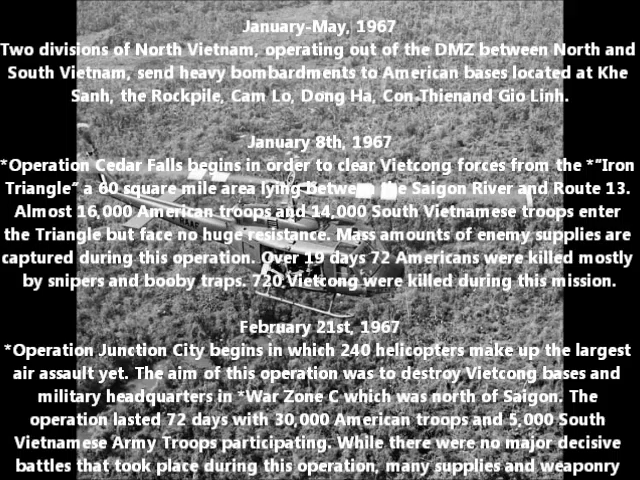 January-May, 1967
Two divisions of North Vietnam, operating out of the DMZ between North and
South Vietnam, send heavy bombardments to American bases located at Khe
Sanh, the Rockpile, Cam Lo, Dong Ha, Con Thienand Gio Linh.
January 8th, 1967
*Operation Cedar Falls begins in order to clear Vietcong forces from the *"Iron
Triangle" a 60 square mile area lying between the Saigon River and Route 13.
Almost 16,000 American troops and 14,000 South Vietnamese troops enter
the Triangle but face no huge resistance. Mass amounts of enemy supplies are
captured during this operation. Over 19 days 72 Americans were killed mostly
by snipers and booby traps. 720 Vietcong were killed during this mission.
February 21st, 1967
*Operation Junction City begins in which 240 helicopters make up the largest
air assault yet. The aim of this operation was to destroy Vietcong bases and
military headquarters in *War Zone C which was north of Saigon. The
operation lasted 72 days with 30,000 American troops and 5,000 South
Vietnamese Army Troops participating. While there were no major decisive
battles that took place during this operation, many supplies and weaponry